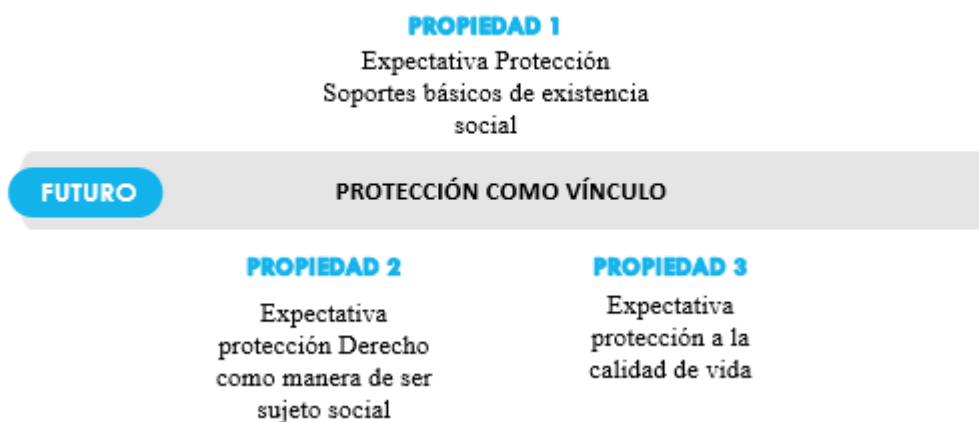 PROPIEDAD 1
Expectativa Protección
Soportes básicos de existencia
social
FUTURO
PROTECCIÓN COMO VÍNCULO
PROPIEDAD 2
Expectativa
protección Derecho
como manera de ser
sujeto social
PROPIEDAD 3
Expectativa
protección a la
calidad de vida